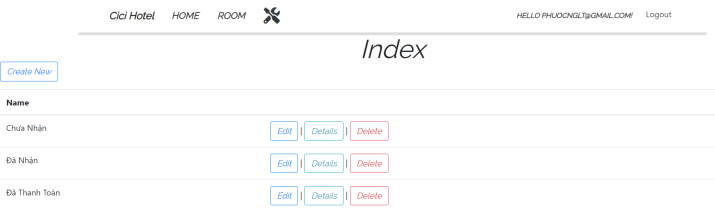 Cici Hotel HOME ROOM HELLO PHUOCNGLT@GMAIL.COM! Logout
Index
Create New
Name
Chưa Nhận Edit | Details | Delete
Đã Nhận Edit | Details | Delete
Đã Thanh Toán Edit | Details | Delete